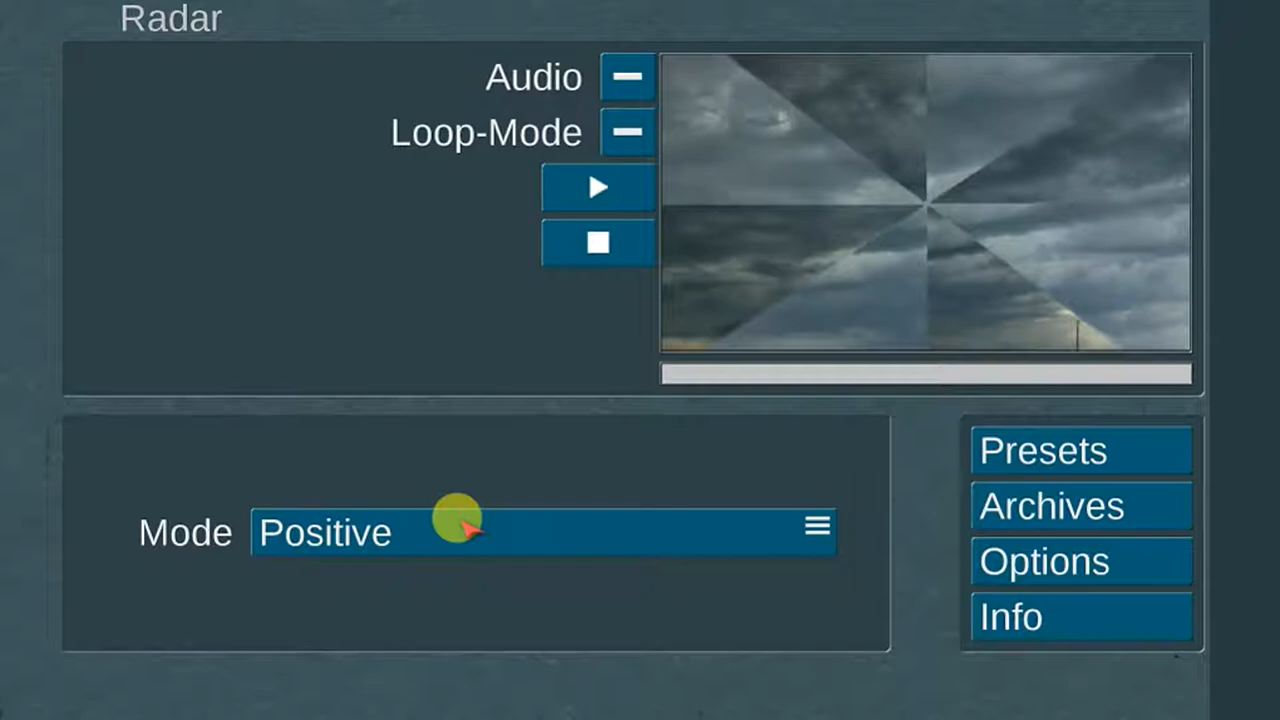 Radar
Audio
Loop-Mode
Mode Positive
Presets
Archives
Options
Info